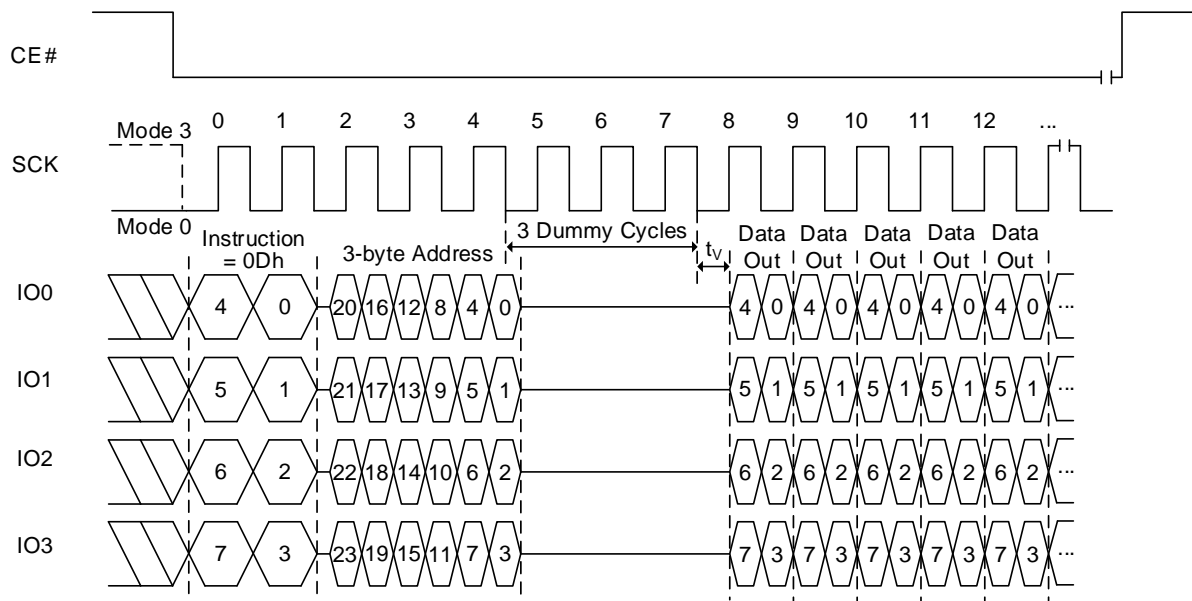 CE#
0 1 2 3 4 5 6 7 8 9 10 11 12 ...
Mode 3
SCK
Mode 0
Instruction
= 0Dh
3-byte Address
3 Dummy Cycles
tV
Data
Out
Data
Out
Data
Out
Data
Out
Data
Out
IO0 4 0 20 16 12 8 4 0 4 0 4 0 4 0 4 0 4 0 ...
IO1 5 1 21 17 13 9 5 1 5 1 5 1 5 1 5 1 5 1 ...
IO2 6 2 22 18 14 10 6 2 6 2 6 2 6 2 6 2 6 2 ...
IO3 7 3 23 19 15 11 7 3 7 3 7 3 7 3 7 3 7 3 ...